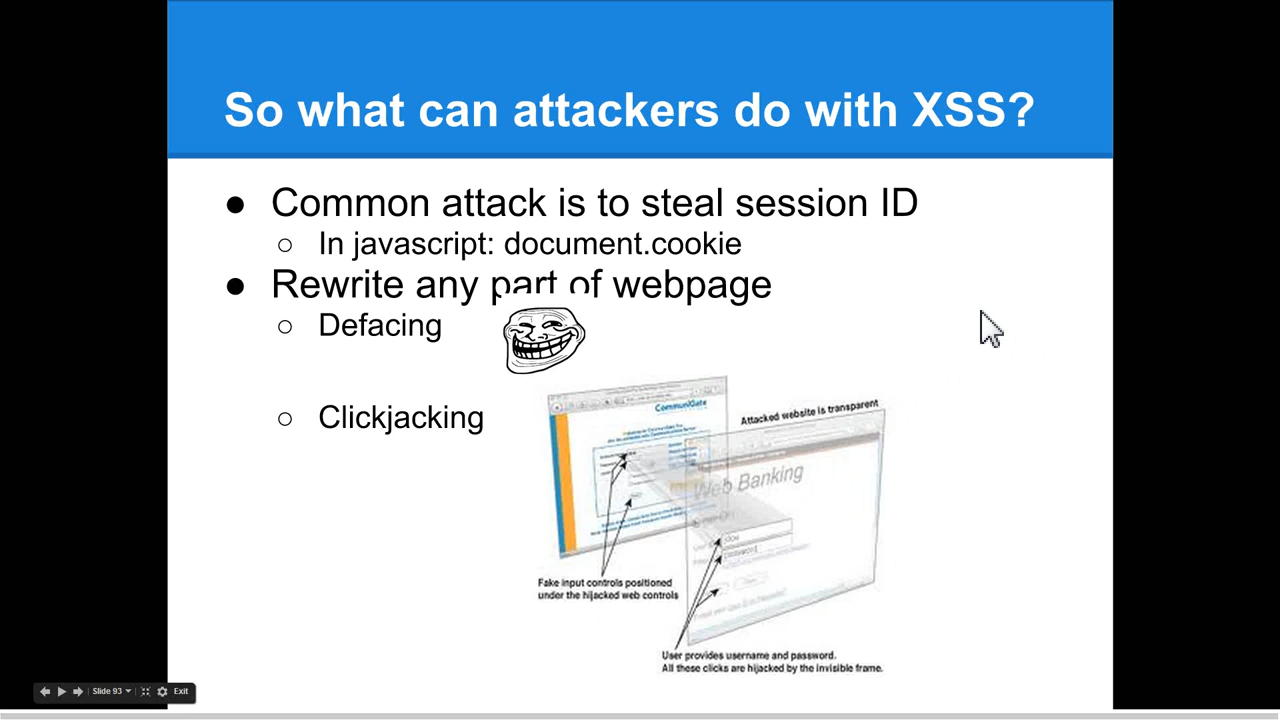 So what can attackers do with XSS?
● Common attack is to steal session ID
○ In javascript: document.cookie
● Rewrite any part of webpage
○ Defacing
○ Clickjacking
CommuniGate
Attacked website is transparent
Web Banking
Fake input controls positioned
under the hijacked web controls
User provides username and password.
All these clicks are hijacked by the invisible frame.
Slide 93
Exit